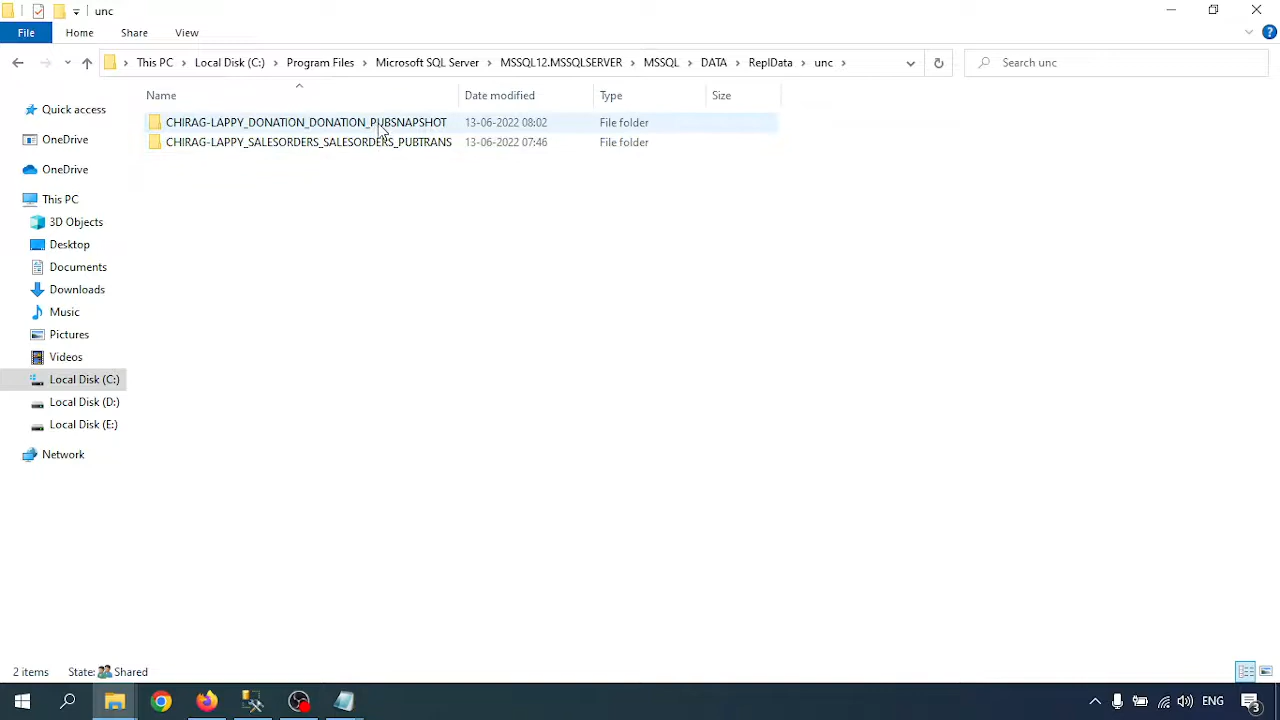 unc
File Home Share View
This PC Local Disk (C:) Program Files Microsoft SQL Server MSSQL12.MSSQLSERVER MSSQL DATA ReplData unc
Search unc
Name Date modified Type Size
CHIRAG-LAPPY_DONATION_DONATION_PUBSNAPSHOT 13-06-2022 08:02 File folder
CHIRAG-LAPPY_SALESORDERS_SALESORDERS_PUBTRANS 13-06-2022 07:46 File folder
Quick access
OneDrive
OneDrive
This PC
3D Objects
Desktop
Documents
Downloads
Music
Pictures
Videos
Local Disk (C:)
Local Disk (D:)
Local Disk (E:)
Network
2 items State: Shared
ENG
3